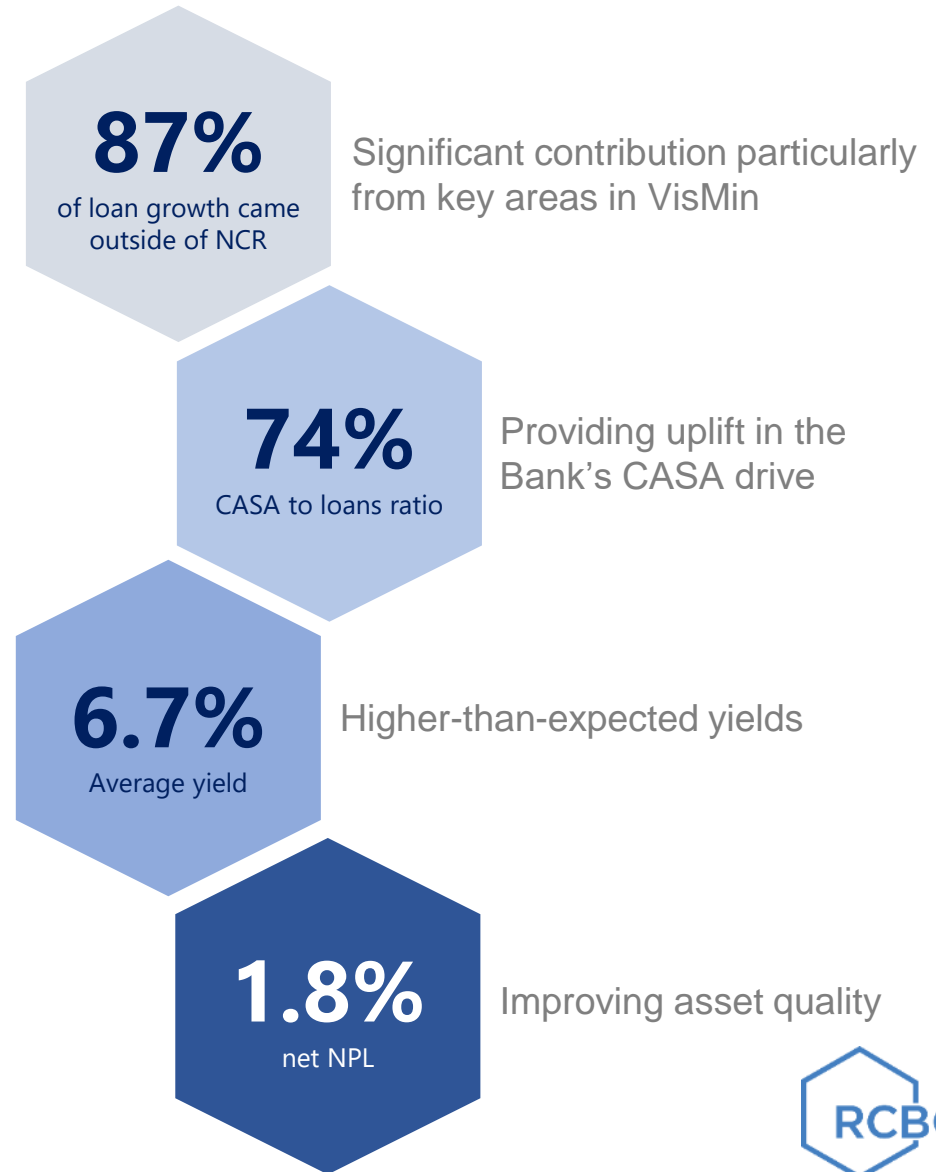 87%
of loan growth came
outside of NCR
Significant contribution particularly
from key areas in VisMin
74%
CASA to loans ratio
Providing uplift in the
Bank's CASA drive
6.7%
Average yield
Higher-than-expected yields
1.8%
net NPL
Improving asset quality
RCB